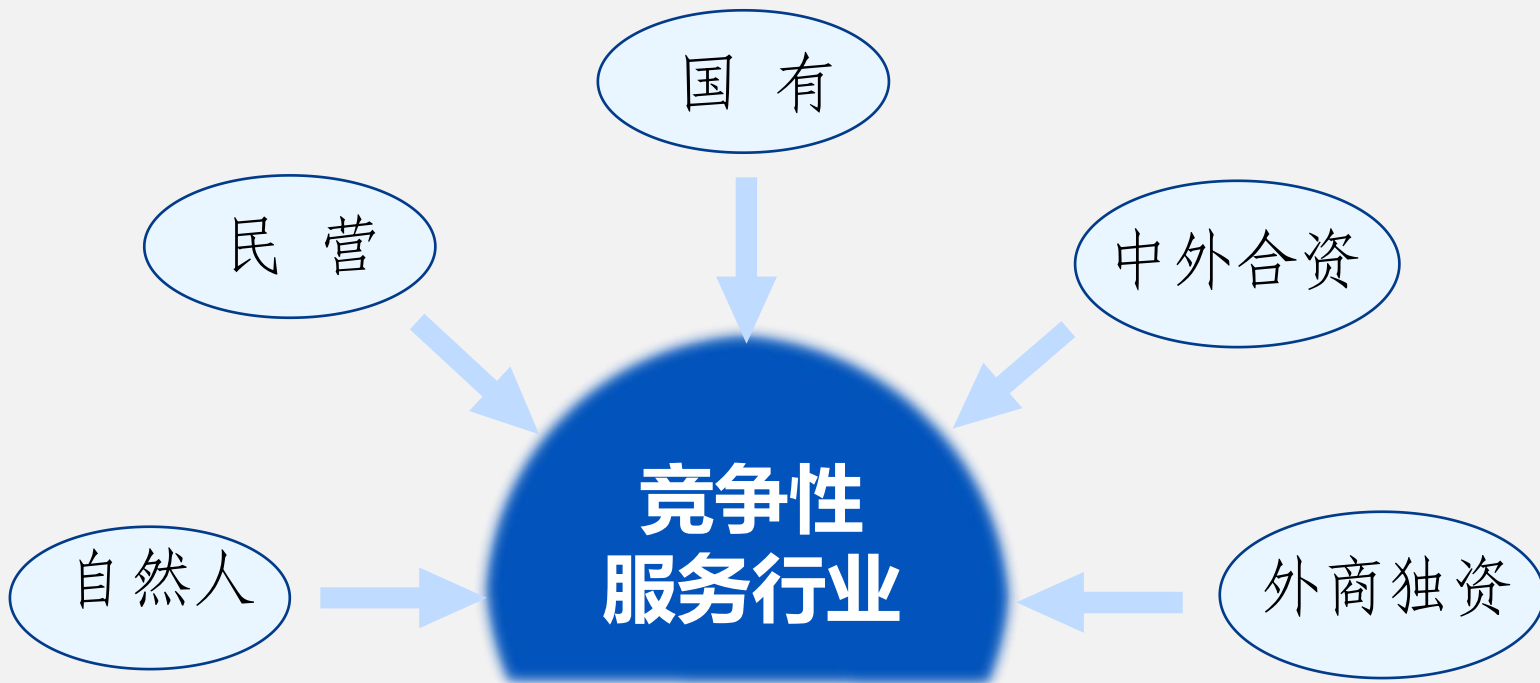 国 有
民 营
中外合资
竞争性
服务行业
自然人
外商独资